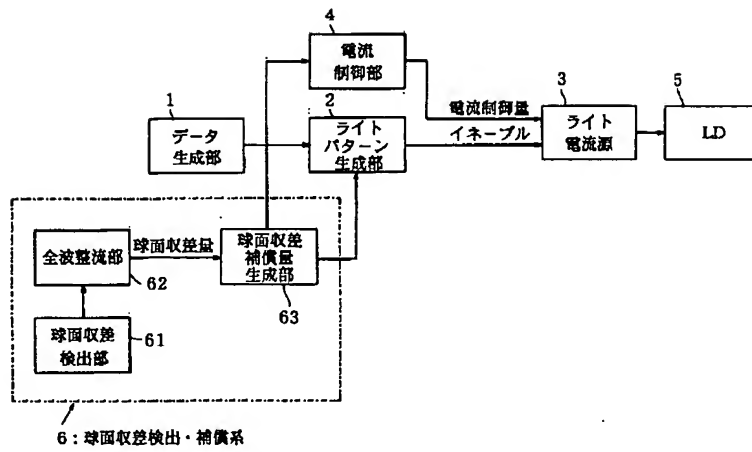 4
電流
制御部
1
データ
生成部
2
ライト
パターン
生成部
電流制御量
イネーブル
3
ライト
電流源
5
LD
全波整流部
62
球面収差量
球面収差
補償量
生成部
63
球面収差
検出部
61
6:球面収差検出・補償系